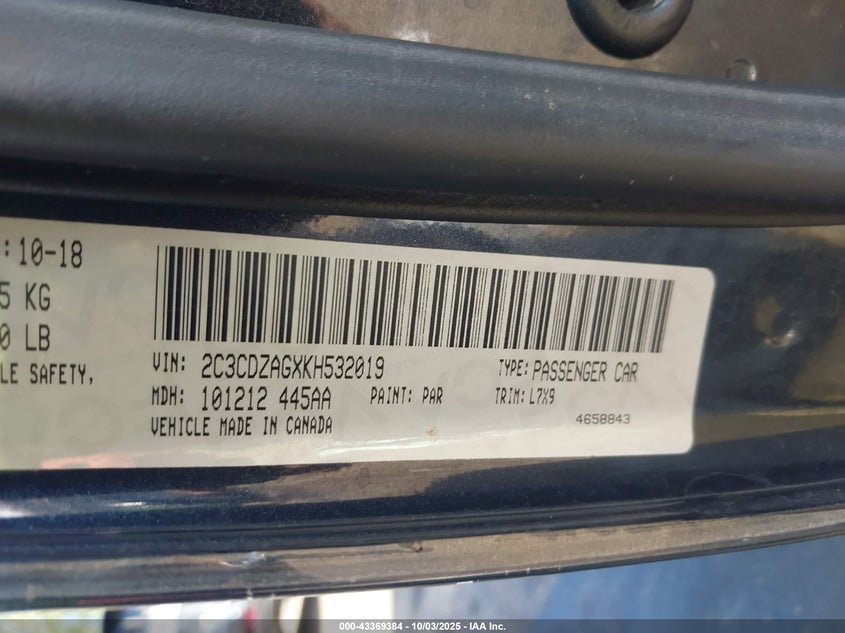 : 10-18
5 KG
0 LB
LE SAFETY,
VIN: 2C3CDZAGXKH532019
TYPE: PASSENGER CAR
MDH: 101212 445AA
PAINT: PAR
TRIM: L7X9
VEHICLE MADE IN CANADA
4658843
000-43369384 - 10/03/2025 - IAA Inc.